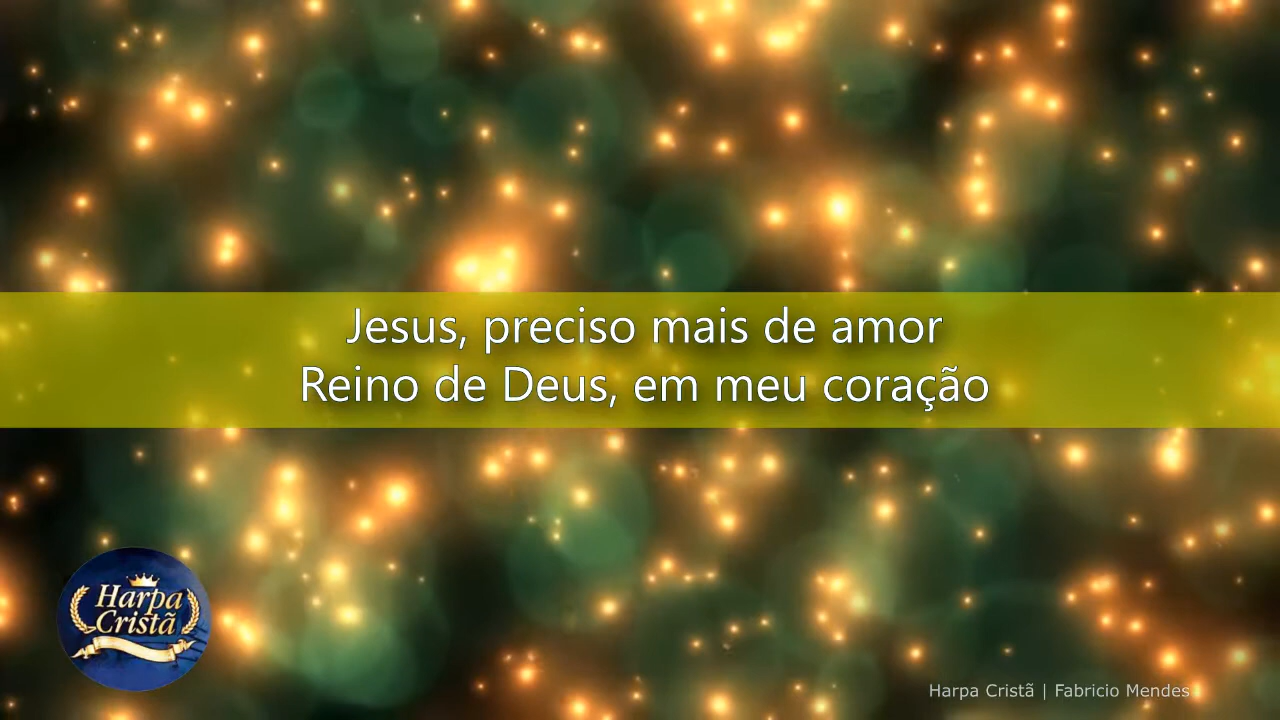 Jesus, preciso mais de amor
Reino de Deus, em meu coração
Harpa
Cristã
Harpa Cristã | Fabricio Mendes